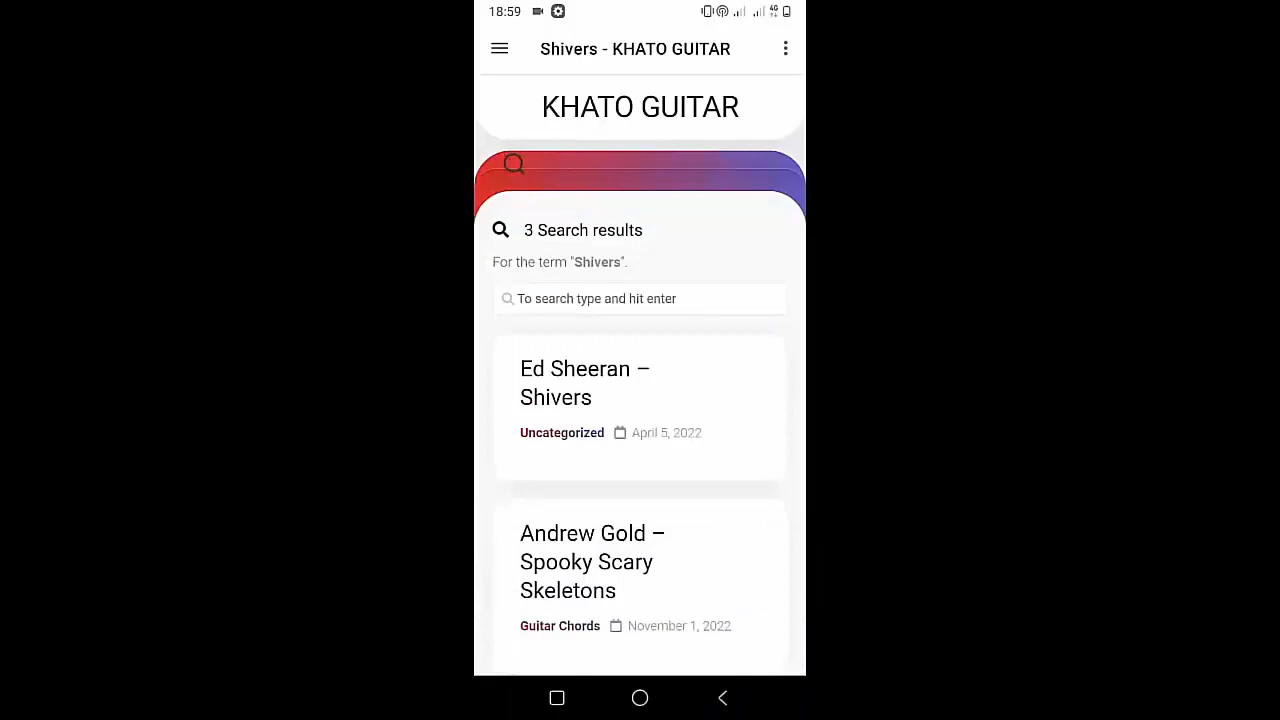 18:59
4G
Shivers - KHATO GUITAR
KHATO GUITAR
3 Search results
For the term "Shivers".
To search type and hit enter
Ed Sheeran –
Shivers
Uncategorized April 5, 2022
Andrew Gold –
Spooky Scary
Skeletons
Guitar Chords November 1, 2022